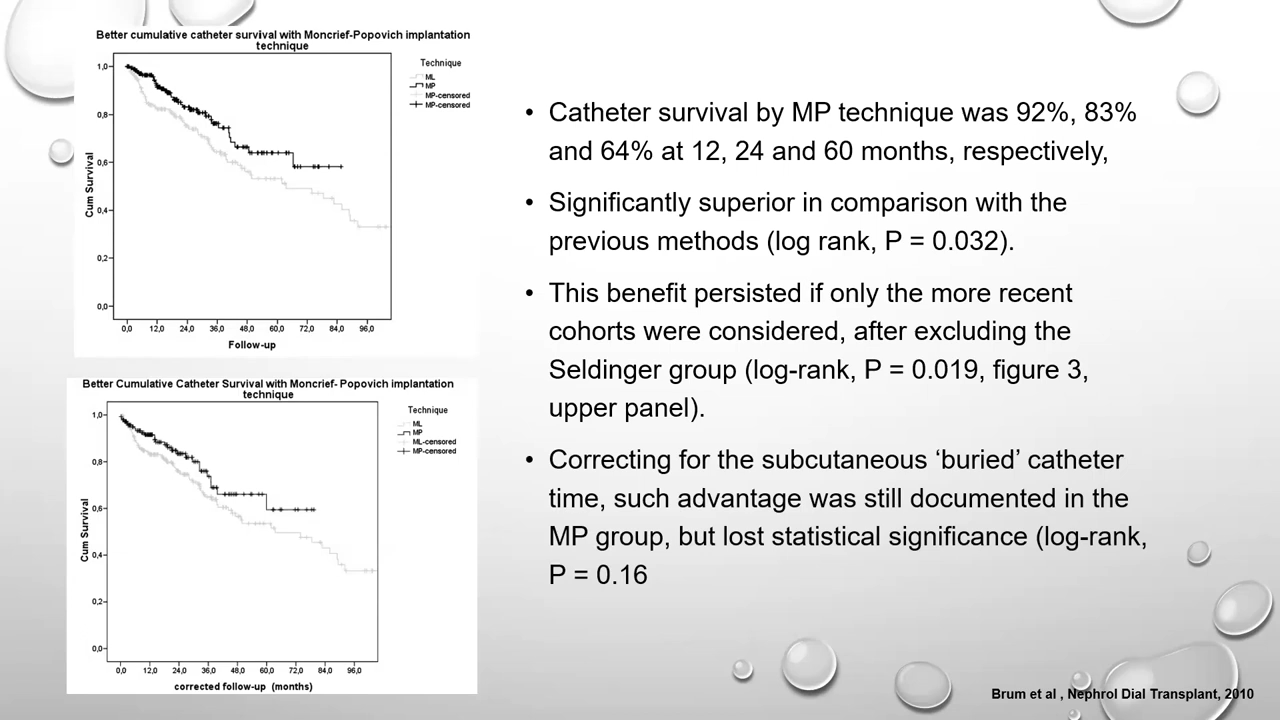 Better cumulative catheter survival with Moncrief-Popovich implantation
technique
Technique
ML
MP
MP-censored
MP-censored
Cum Survival
1,0
0,8
0,6
0,4
0,2
0,0
0,0 12,0 24,0 36,0 48,0 60,0 72,0 84,0 96,0
Follow-up
Better Cumulative Catheter Survival with Moncrief- Popovich implantation
technique
Technique
ML
MP
ML-censored
MP-censored
Cum Survival
1,0
0,8
0,6
0,4
0,2
0,0
0,0 12,0 24,0 36,0 48,0 60,0 72,0 84,0 96,0
corrected follow-up (months)
• Catheter survival by MP technique was 92%, 83%
and 64% at 12, 24 and 60 months, respectively,
• Significantly superior in comparison with the
previous methods (log rank, P = 0.032).
• This benefit persisted if only the more recent
cohorts were considered, after excluding the
Seldinger group (log-rank, P = 0.019, figure 3,
upper panel).
• Correcting for the subcutaneous ‘buried’ catheter
time, such advantage was still documented in the
MP group, but lost statistical significance (log-rank,
P = 0.16
Brum et al , Nephrol Dial Transplant, 2010